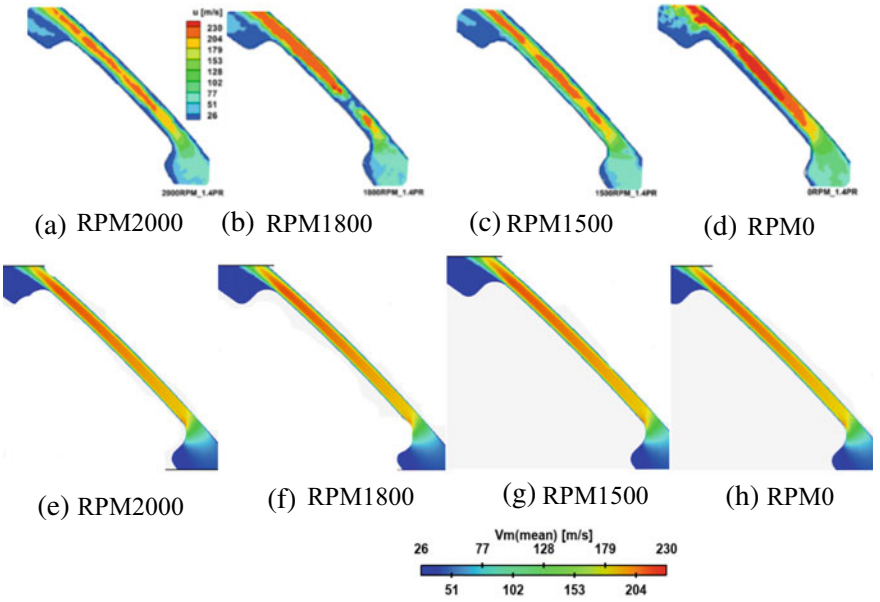 u [m/s]
230
204
179
153
128
102
77
51
26
2000RPM_1.4PR
1800RPM_1.4PR
1500RPM_1.4PR
0RPM_1.4PR
(a) RPM2000
(b) RPM1800
(c) RPM1500
(d) RPM0
(e) RPM2000
(f) RPM1800
(g) RPM1500
(h) RPM0
Vm(mean) [m/s]
26 77 128 179 230
51 102 153 204